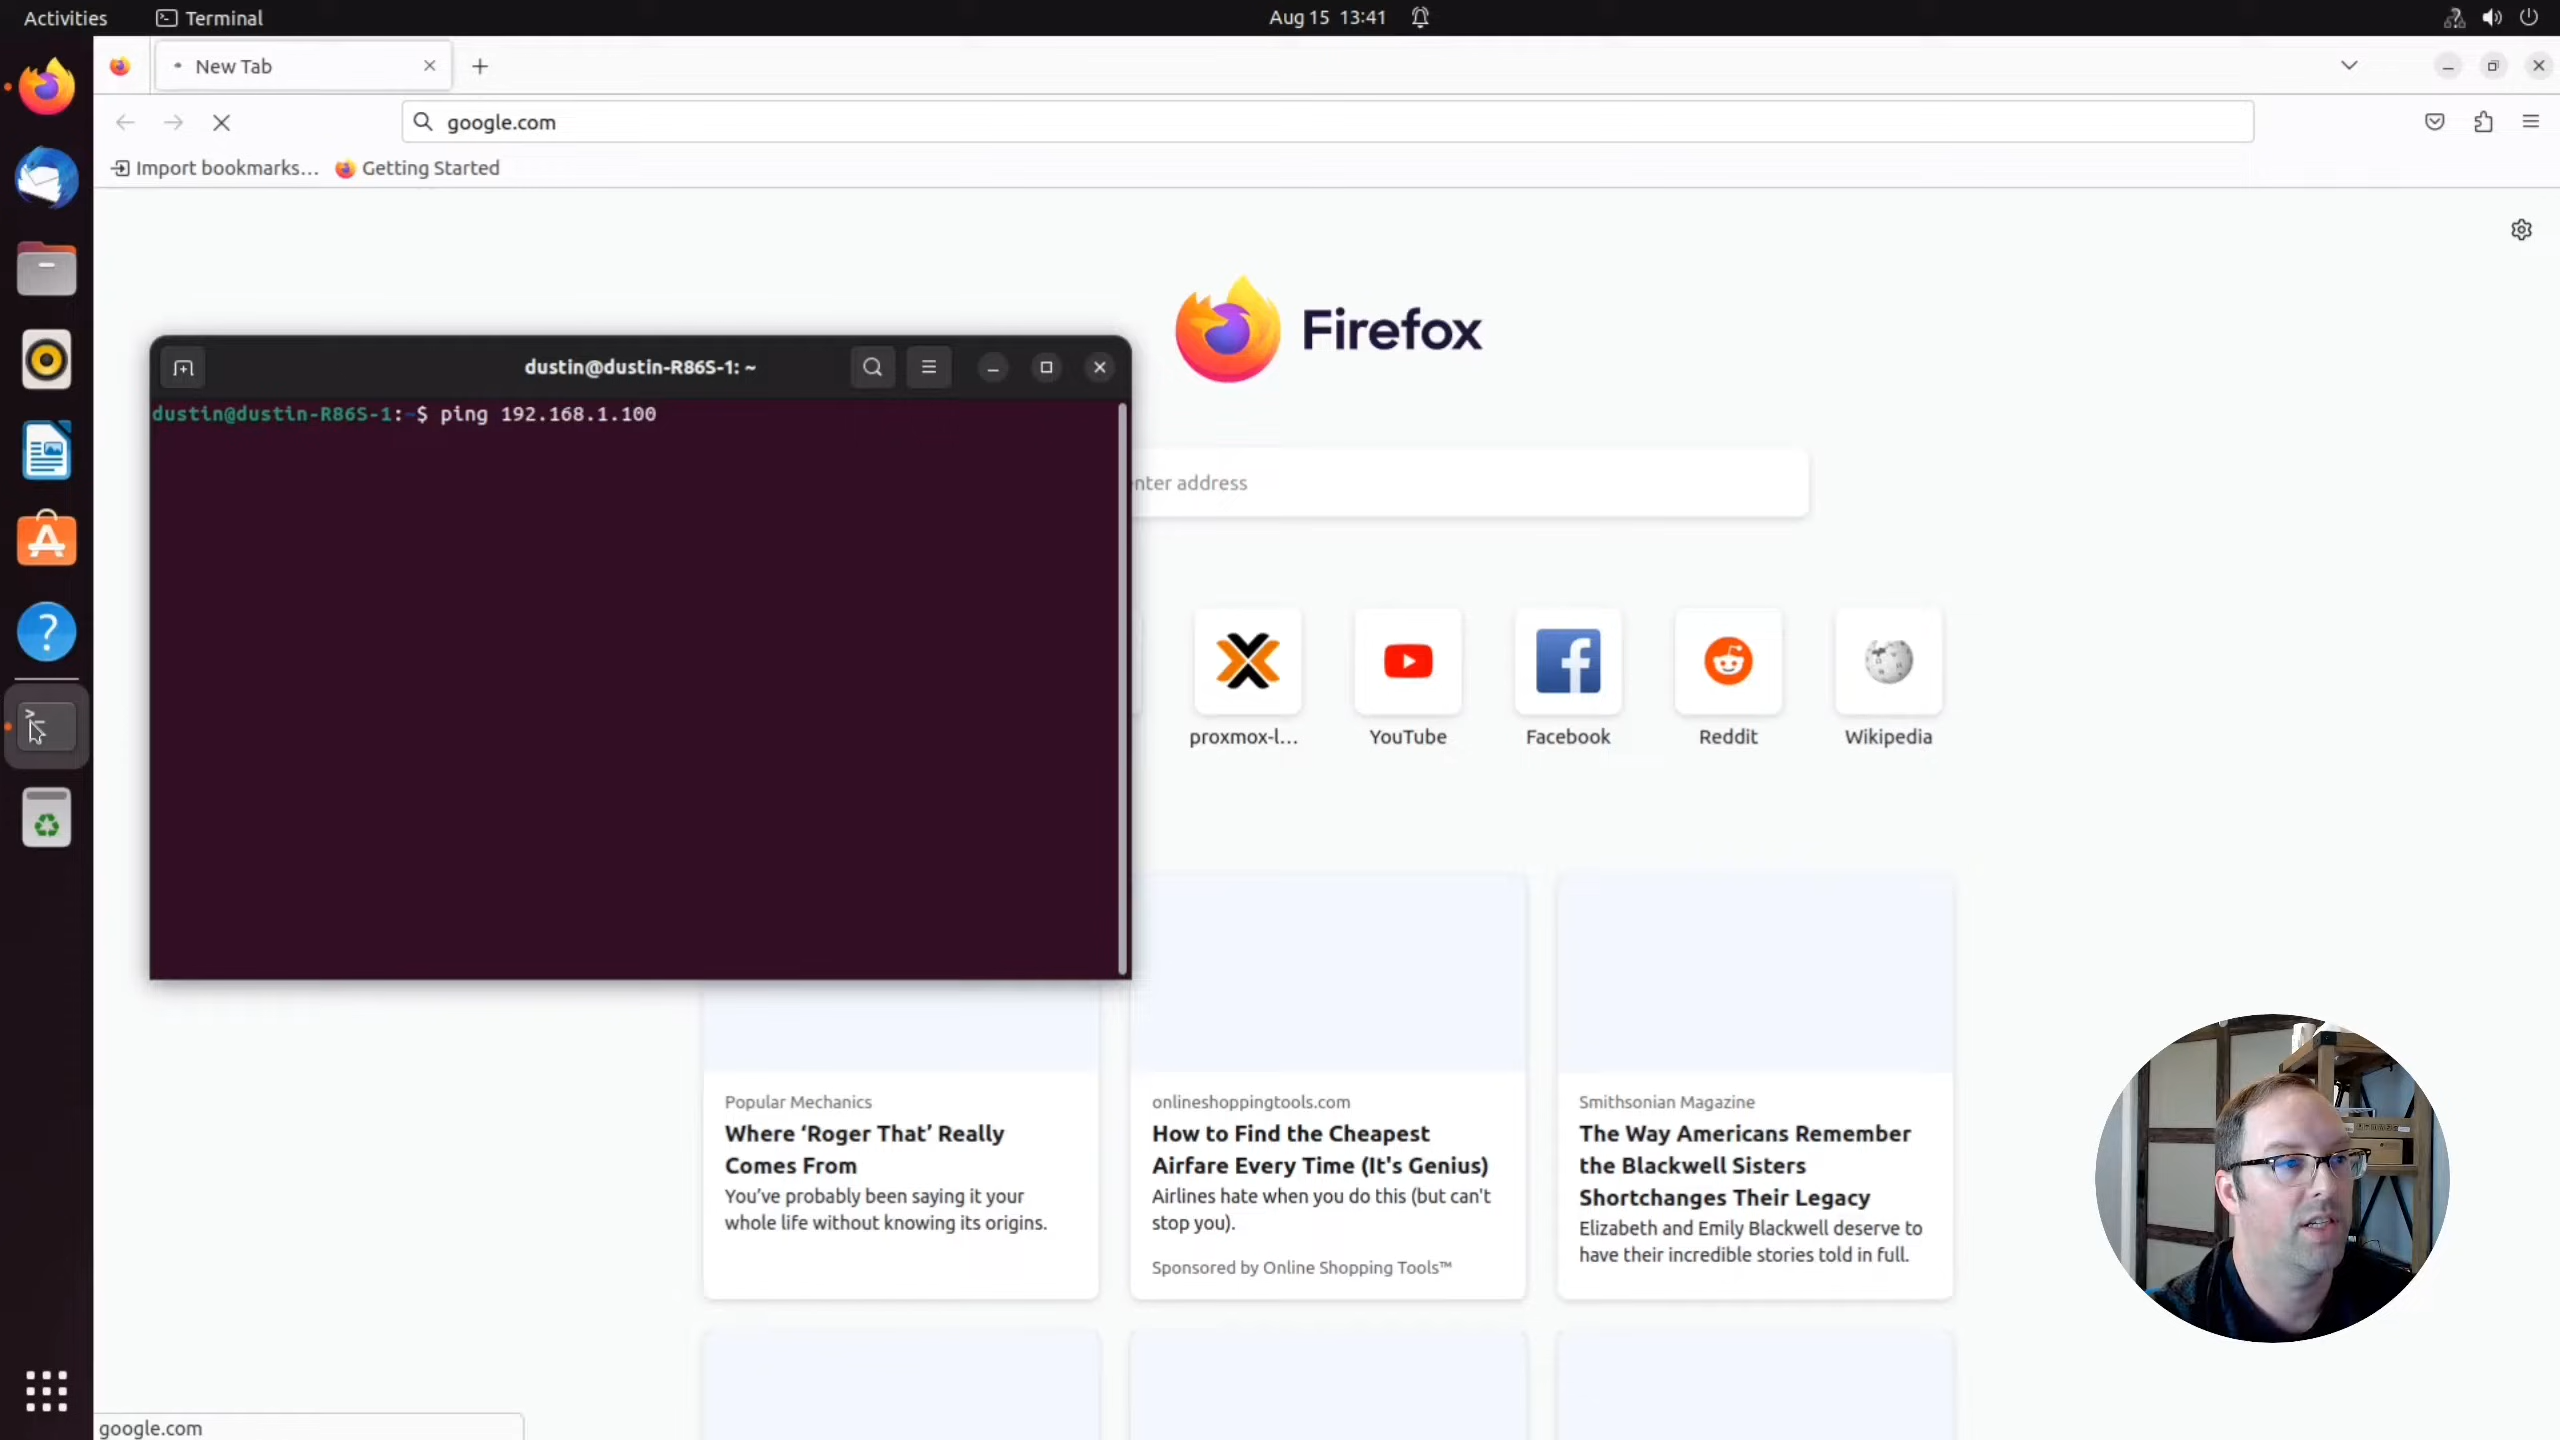 Activities
Terminal
Aug 15 13:41
New Tab
google.com
Import bookmarks...
Getting Started
Firefox
dustin@dustin-R86S-1: ~
dustin@dustin-R86S-1:~$ ping 192.168.1.100
enter address
proxmox-l...
YouTube
Facebook
Reddit
Wikipedia
Popular Mechanics
Where ‘Roger That’ Really
Comes From
You’ve probably been saying it your
whole life without knowing its origins.
onlineshoppingtools.com
How to Find the Cheapest
Airfare Every Time (It's Genius)
Airlines hate when you do this (but can't
stop you).
Sponsored by Online Shopping Tools™
Smithsonian Magazine
The Way Americans Remember
the Blackwell Sisters
Shortchanges Their Legacy
Elizabeth and Emily Blackwell deserve to
have their incredible stories told in full.
google.com